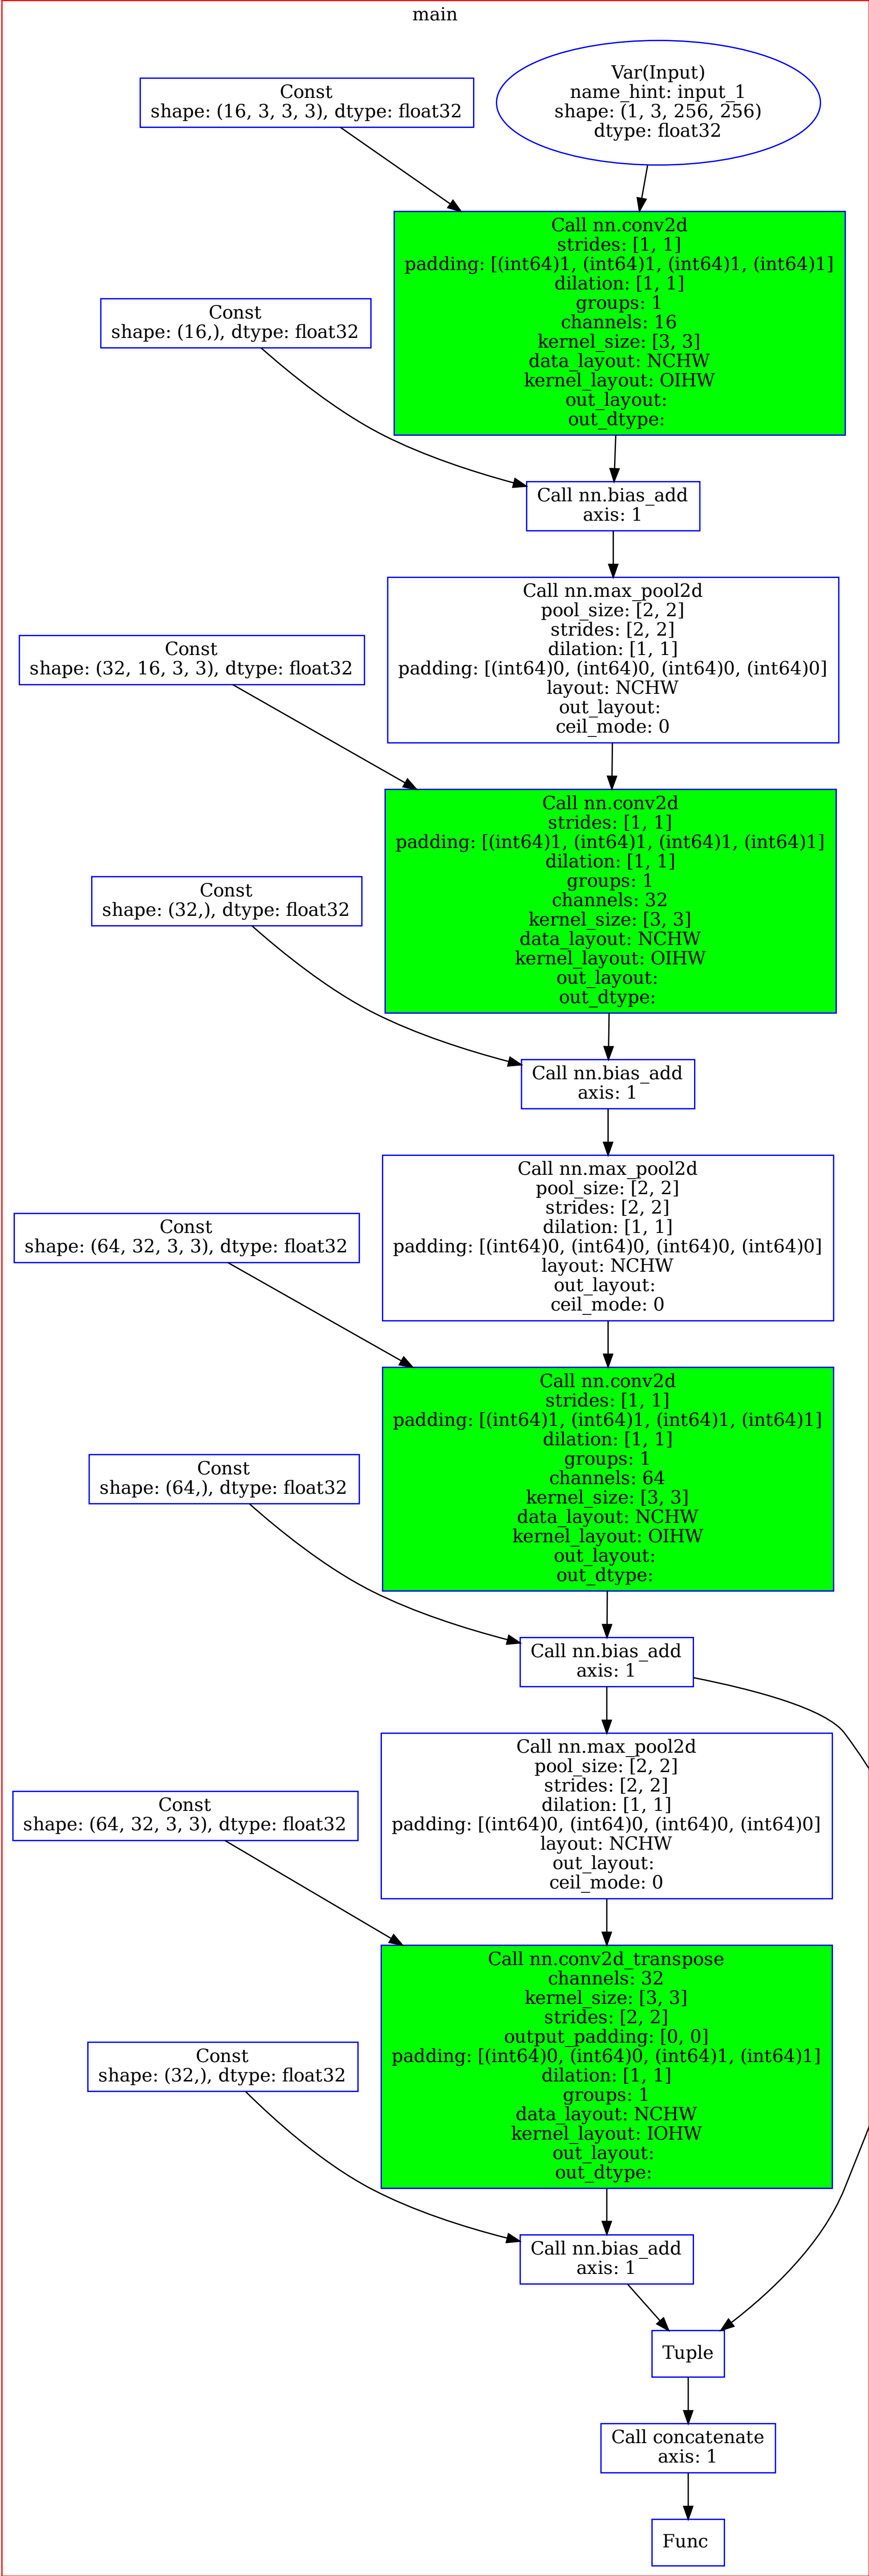 main
Var(Input)
name_hint: input_1
shape: (1, 3, 256, 256)
dtype: float32
Const
shape: (16, 3, 3, 3), dtype: float32
Call nn.conv2d
strides: [1, 1]
padding: [(int64)1, (int64)1, (int64)1, (int64)1]
dilation: [1, 1]
groups: 1
channels: 16
kernel_size: [3, 3]
data_layout: NCHW
kernel_layout: OIHW
out_layout:
out_dtype:
Const
shape: (16,), dtype: float32
Call nn.bias_add
axis: 1
Call nn.max_pool2d
pool_size: [2, 2]
strides: [2, 2]
dilation: [1, 1]
padding: [(int64)0, (int64)0, (int64)0, (int64)0]
layout: NCHW
out_layout:
ceil_mode: 0
Const
shape: (32, 16, 3, 3), dtype: float32
Call nn.conv2d
strides: [1, 1]
padding: [(int64)1, (int64)1, (int64)1, (int64)1]
dilation: [1, 1]
groups: 1
channels: 32
kernel_size: [3, 3]
data_layout: NCHW
kernel_layout: OIHW
out_layout:
out_dtype:
Const
shape: (32,), dtype: float32
Call nn.bias_add
axis: 1
Call nn.max_pool2d
pool_size: [2, 2]
strides: [2, 2]
dilation: [1, 1]
padding: [(int64)0, (int64)0, (int64)0, (int64)0]
layout: NCHW
out_layout:
ceil_mode: 0
Const
shape: (64, 32, 3, 3), dtype: float32
Call nn.conv2d
strides: [1, 1]
padding: [(int64)1, (int64)1, (int64)1, (int64)1]
dilation: [1, 1]
groups: 1
channels: 64
kernel_size: [3, 3]
data_layout: NCHW
kernel_layout: OIHW
out_layout:
out_dtype:
Const
shape: (64,), dtype: float32
Call nn.bias_add
axis: 1
Call nn.max_pool2d
pool_size: [2, 2]
strides: [2, 2]
dilation: [1, 1]
padding: [(int64)0, (int64)0, (int64)0, (int64)0]
layout: NCHW
out_layout:
ceil_mode: 0
Const
shape: (64, 32, 3, 3), dtype: float32
Call nn.conv2d_transpose
channels: 32
kernel_size: [3, 3]
strides: [2, 2]
output_padding: [0, 0]
padding: [(int64)0, (int64)0, (int64)1, (int64)1]
dilation: [1, 1]
groups: 1
data_layout: NCHW
kernel_layout: IOHW
out_layout:
out_dtype:
Const
shape: (32,), dtype: float32
Call nn.bias_add
axis: 1
Tuple
Call concatenate
axis: 1
Func